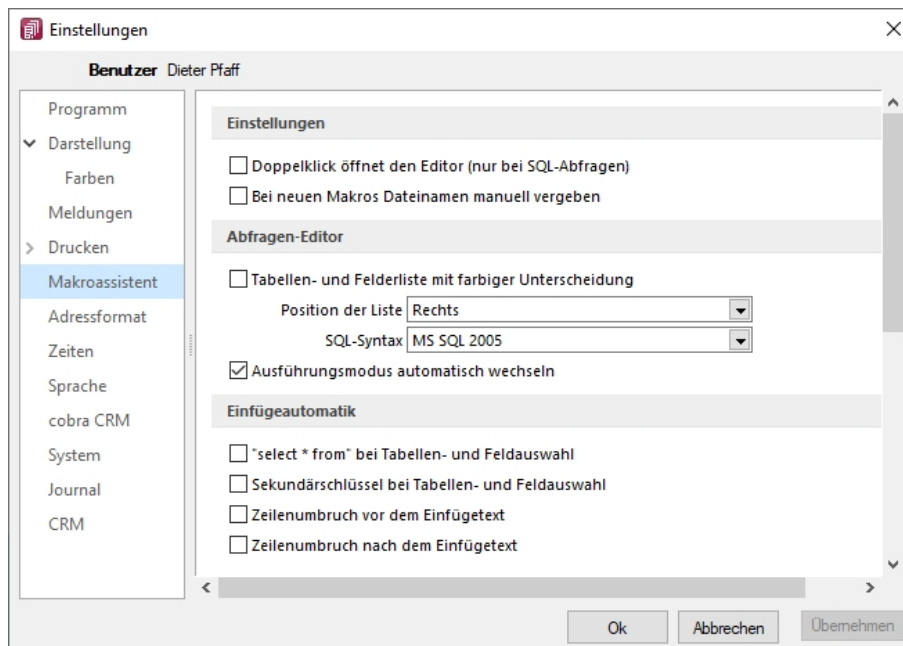 Einstellungen
Benutzer Dieter Pfaff
Programm
Darstellung
Farben
Meldungen
Drucken
Makroassistent
Adressformat
Zeiten
Sprache
cobra CRM
System
Journal
CRM
Einstellungen
Doppelklick öffnet den Editor (nur bei SQL-Abfragen)
Bei neuen Makros Dateinamen manuell vergeben
Abfragen-Editor
Tabellen- und Felderliste mit farbiger Unterscheidung
Position der Liste Rechts
SQL-Syntax MS SQL 2005
Ausführungsmodus automatisch wechseln
Einfügeautomatik
"select * from" bei Tabellen- und Feldauswahl
Sekundärschlüssel bei Tabellen- und Feldauswahl
Zeilenumbruch vor dem Einfügetext
Zeilenumbruch nach dem Einfügetext
Ok Abbrechen Übernehmen